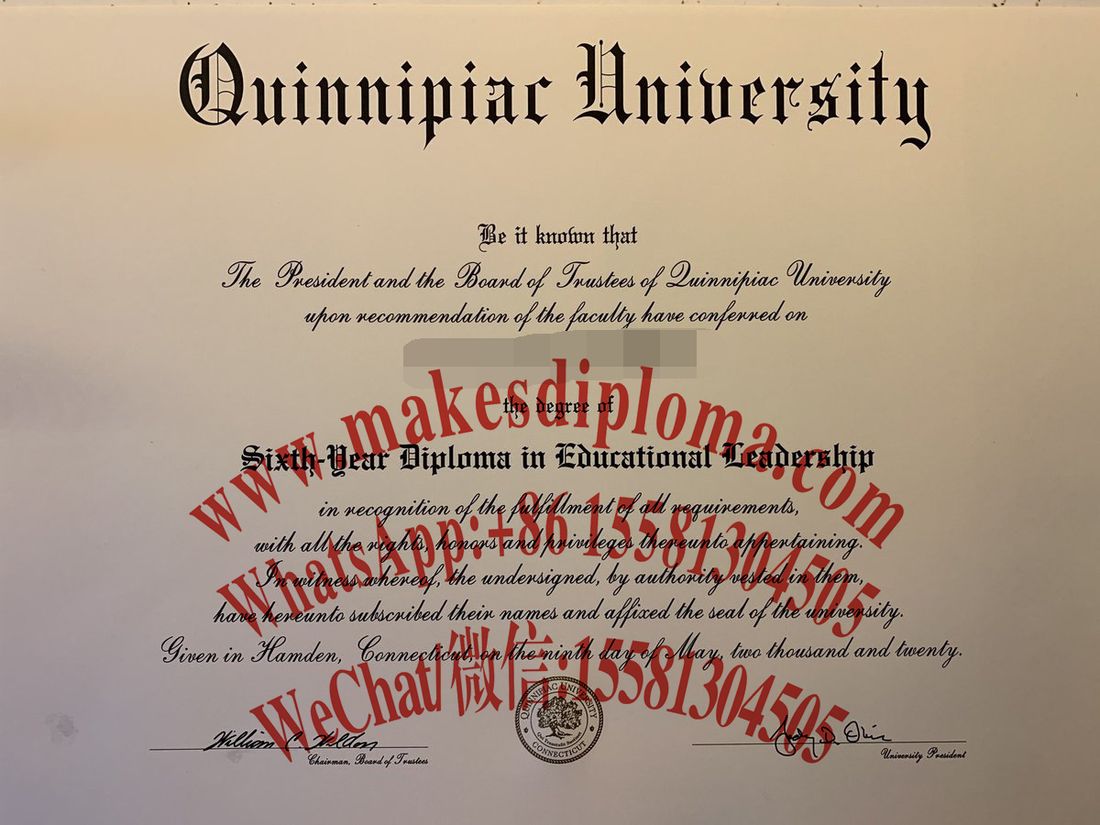 Quinnipiac University
Be it known that
The President and the Board of Trustees of Quinnipiac University
upon recommendation of the faculty have conferred on
www.makesdiploma.com
the degree of
Sixth-Year Diploma in Educational Leadership
in recognition of the fulfillment of all requirements,
WhatsApp:+86 15581304505
with all the rights, honors and privileges thereunto appertaining.
In witness whereof, the undersigned, by authority vested in them,
have hereunto subscribed their names and affixed the seal of the university.
Given in Hamden, Connecticut, on the ninth day of May, two thousand and twenty.
WeChat/微信:15581304505
QUINNIPIAC UNIVERSITY
CONNECTICUT
William C Weldon
Chairman, Board of Trustees
University President